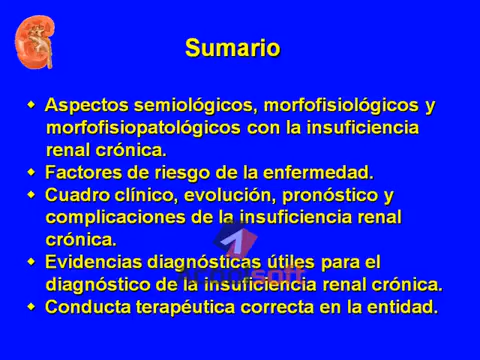 Sumario
Aspectos semiológicos, morfofisiológicos y
morfofisiopatológicos con la insuficiencia
renal crónica.
Factores de riesgo de la enfermedad.
Cuadro clínico, evolución, pronóstico y
complicaciones de la insuficiencia renal
crónica.
Evidencias diagnósticas útiles para el
diagnóstico de la insuficiencia renal crónica.
Conducta terapéutica correcta en la entidad.